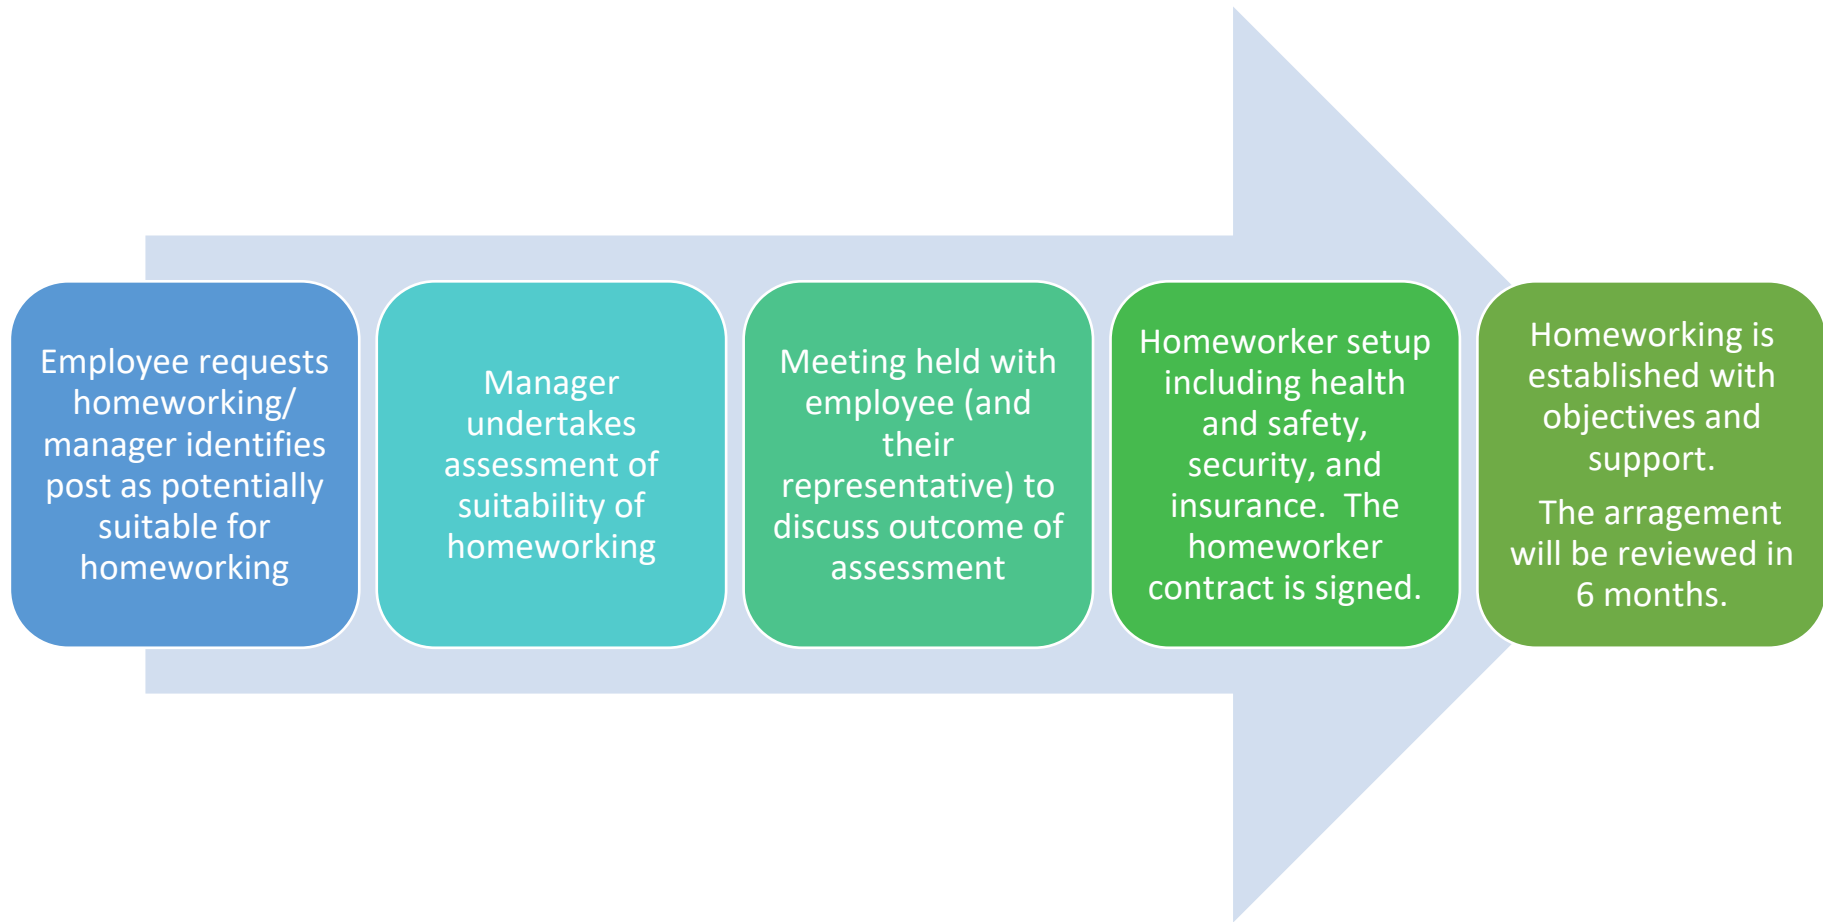 Employee requests
homeworking/
manager identifies
post as potentially
suitable for
homeworking
Manager
undertakes
assessment of
suitability of
homeworking
Meeting held with
employee (and
their
representative) to
discuss outcome of
assessment
Homeworker setup
including health
and safety,
security, and
insurance.  The
homeworker
contract is signed.
Homeworking is
established with
objectives and
support.
The arragement
will be reviewed in
6 months.